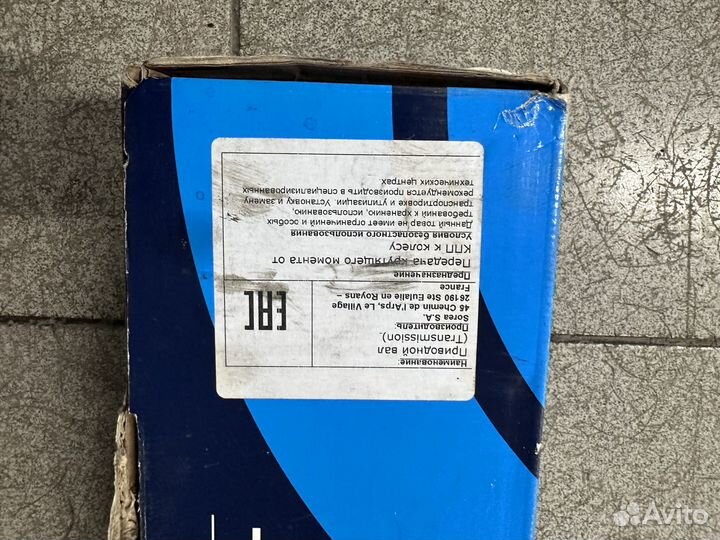 Наименование:
Приводной вал
(Transmission).
Производитель:
Sorea S.A.
45 Chemin de l'Arps, Le Village
26190 Ste Eulalie en Royans –
France
EAC
Предназначение
Передача крутящего момента от
КПП к колесу
Условия безопастного использования
Данный товар не имеет ограничений и особых
требований к хранению, использованию,
транспортировке и утилизации. Установку и замену
рекомендуется производить в специализированных
технических центрах.
Avito